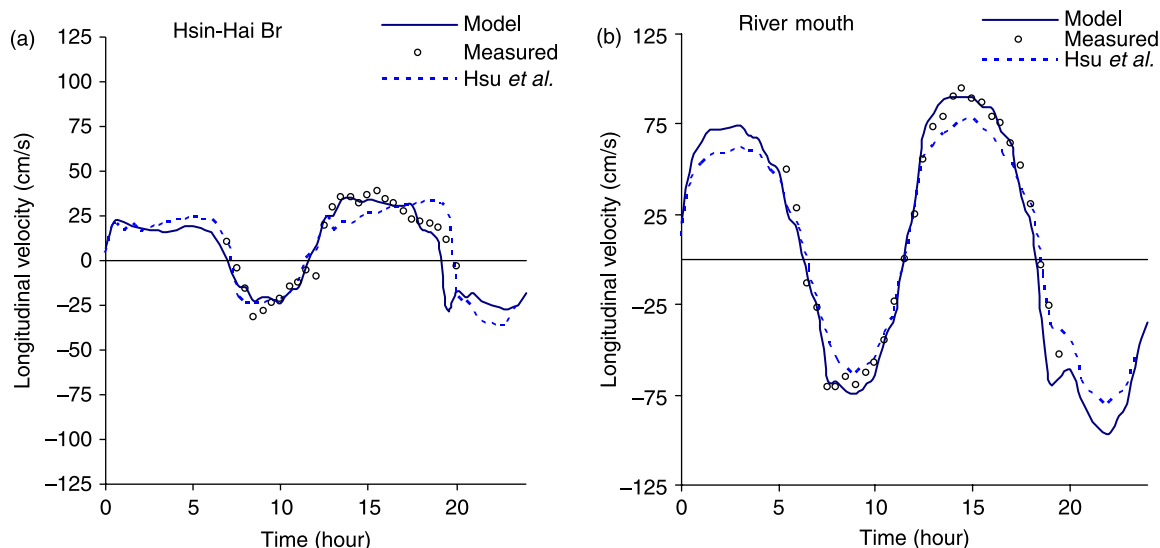 (a)
Hsin-Hai Br
Model
Measured
Hsu et al.
125
100
75
50
25
0
−25
−50
−75
−100
−125
Longitudinal velocity (cm/s)
0 5 10 15 20
Time (hour)
(b)
River mouth
Model
Measured
Hsu et al.
125
75
25
−25
−75
−125
Longitudinal velocity (cm/s)
0 5 10 15 20
Time (hour)